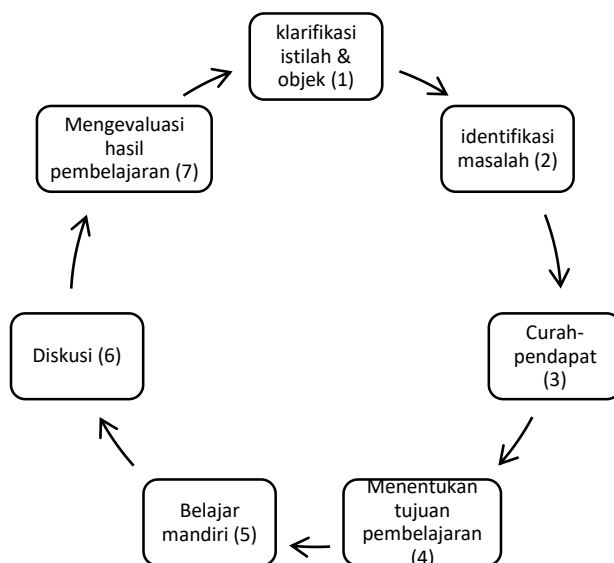 klarifikasi
istilah &
objek (1)
identifikasi
masalah (2)
Curah-
pendapat
(3)
Menentukan
tujuan
pembelajaran
(4)
Belajar
mandiri (5)
Diskusi (6)
Mengevaluasi
hasil
pembelajaran (7)